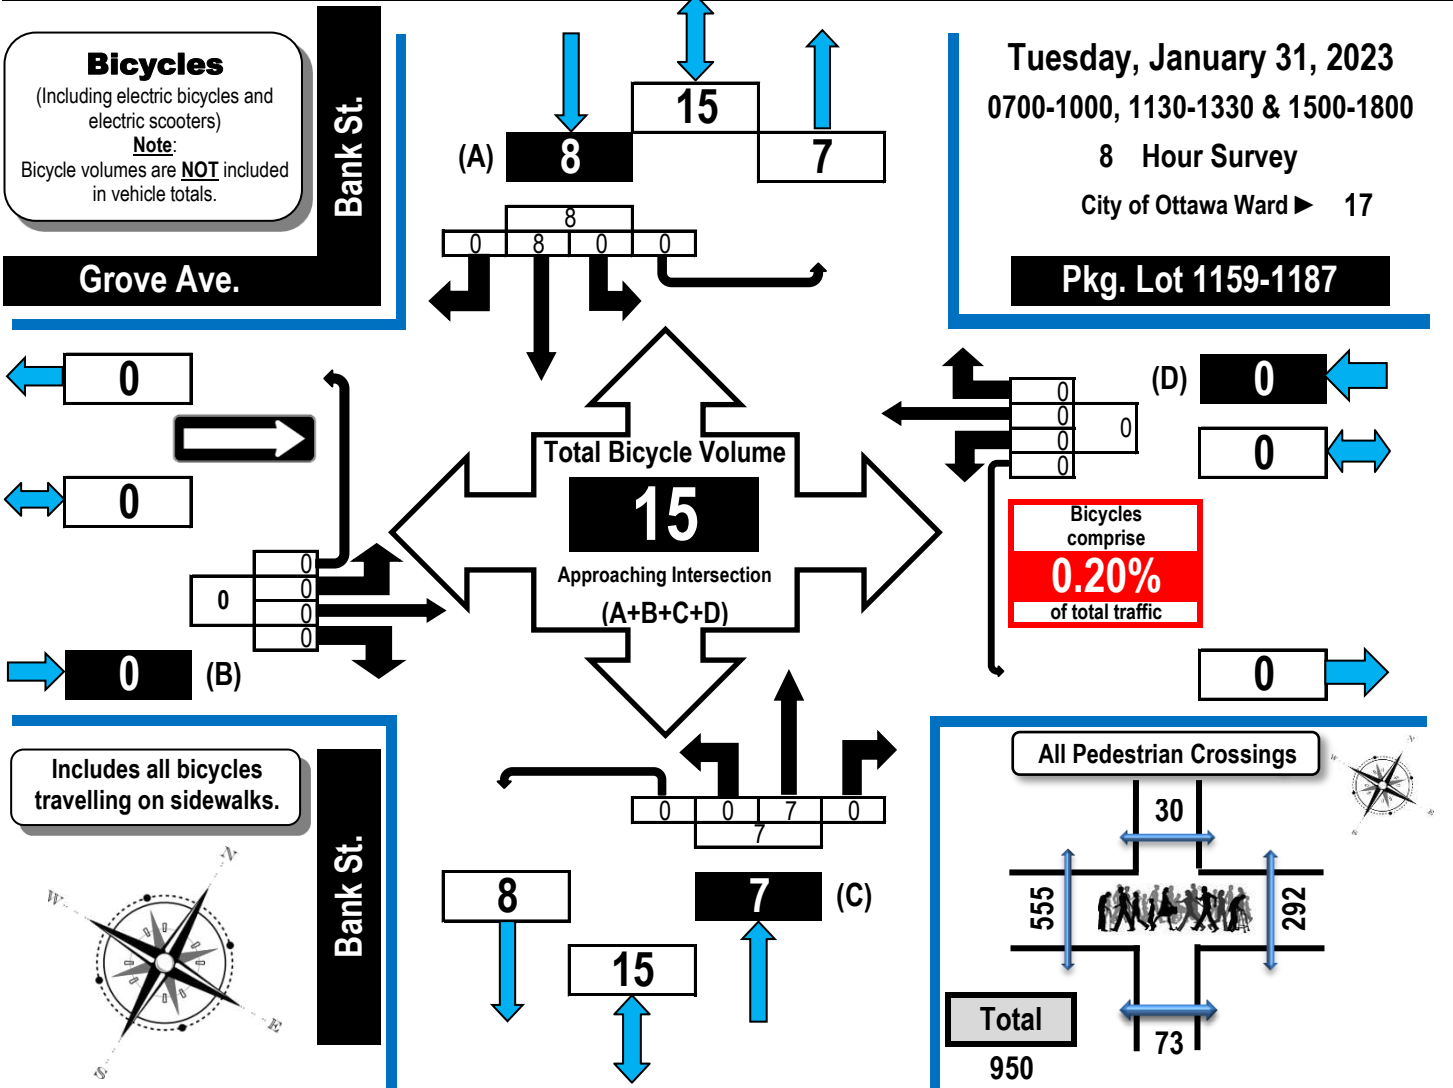 Bicycles
(Including electric bicycles and
electric scooters)
Note:
Bicycle volumes are NOT included
in vehicle totals.
Bank St.
Grove Ave.
15
(A)
8
7
8
0 8 0 0
Tuesday, January 31, 2023
0700-1000, 1130-1330 & 1500-1800
8 Hour Survey
City of Ottawa Ward ► 17
Pkg. Lot 1159-1187
0
0
0
0
0
0
0
0
(B)
Total Bicycle Volume
15
Approaching Intersection
(A+B+C+D)
(D)
0
0
0
0
0
0
0
0
Bicycles
comprise
0.20%
of total traffic
Includes all bicycles
travelling on sidewalks.
Bank St.
N
W
E
S
0 0 7 0
7
8
7
(C)
15
All Pedestrian Crossings
N
W
E
S
30
555
292
73
Total
950